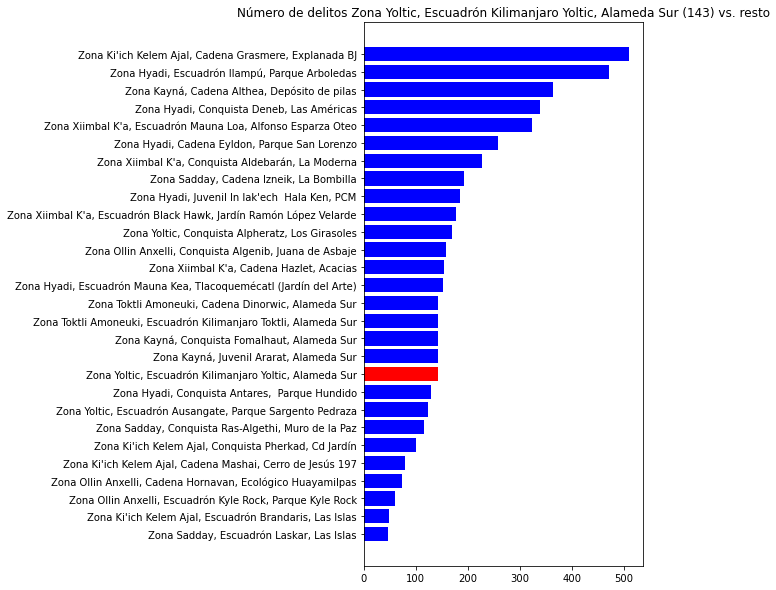 Número de delitos Zona Yoltic, Escuadrón Kilimanjaro Yoltic, Alameda Sur (143) vs. resto
Zona Ki'ich Kelem Ajal, Cadena Grasmere, Explanada BJ
Zona Hyadi, Escuadrón Ilampú, Parque Arboledas
Zona Kayná, Cadena Althea, Depósito de pilas
Zona Hyadi, Conquista Deneb, Las Américas
Zona Xiimbal K'a, Escuadrón Mauna Loa, Alfonso Esparza Oteo
Zona Hyadi, Cadena Eyldon, Parque San Lorenzo
Zona Xiimbal K'a, Conquista Aldebarán, La Moderna
Zona Sadday, Cadena Izneik, La Bombilla
Zona Hyadi, Juvenil In lak'ech  Hala Ken, PCM
Zona Xiimbal K'a, Escuadrón Black Hawk, Jardín Ramón López Velarde
Zona Yoltic, Conquista Alpheratz, Los Girasoles
Zona Ollin Anxelli, Conquista Algenib, Juana de Asbaje
Zona Xiimbal K'a, Cadena Hazlet, Acacias
Zona Hyadi, Escuadrón Mauna Kea, Tlacoquemécatl (Jardín del Arte)
Zona Toktli Amoneuki, Cadena Dinorwic, Alameda Sur
Zona Toktli Amoneuki, Escuadrón Kilimanjaro Toktli, Alameda Sur
Zona Kayná, Conquista Fomalhaut, Alameda Sur
Zona Kayná, Juvenil Ararat, Alameda Sur
Zona Yoltic, Escuadrón Kilimanjaro Yoltic, Alameda Sur
Zona Hyadi, Conquista Antares,  Parque Hundido
Zona Yoltic, Escuadrón Ausangate, Parque Sargento Pedraza
Zona Sadday, Conquista Ras-Algethi, Muro de la Paz
Zona Ki'ich Kelem Ajal, Conquista Pherkad, Cd Jardín
Zona Ki'ich Kelem Ajal, Cadena Mashai, Cerro de Jesús 197
Zona Ollin Anxelli, Cadena Hornavan, Ecológico Huayamilpas
Zona Ollin Anxelli, Escuadrón Kyle Rock, Parque Kyle Rock
Zona Ki'ich Kelem Ajal, Escuadrón Brandaris, Las Islas
Zona Sadday, Escuadrón Laskar, Las Islas
0 100 200 300 400 500